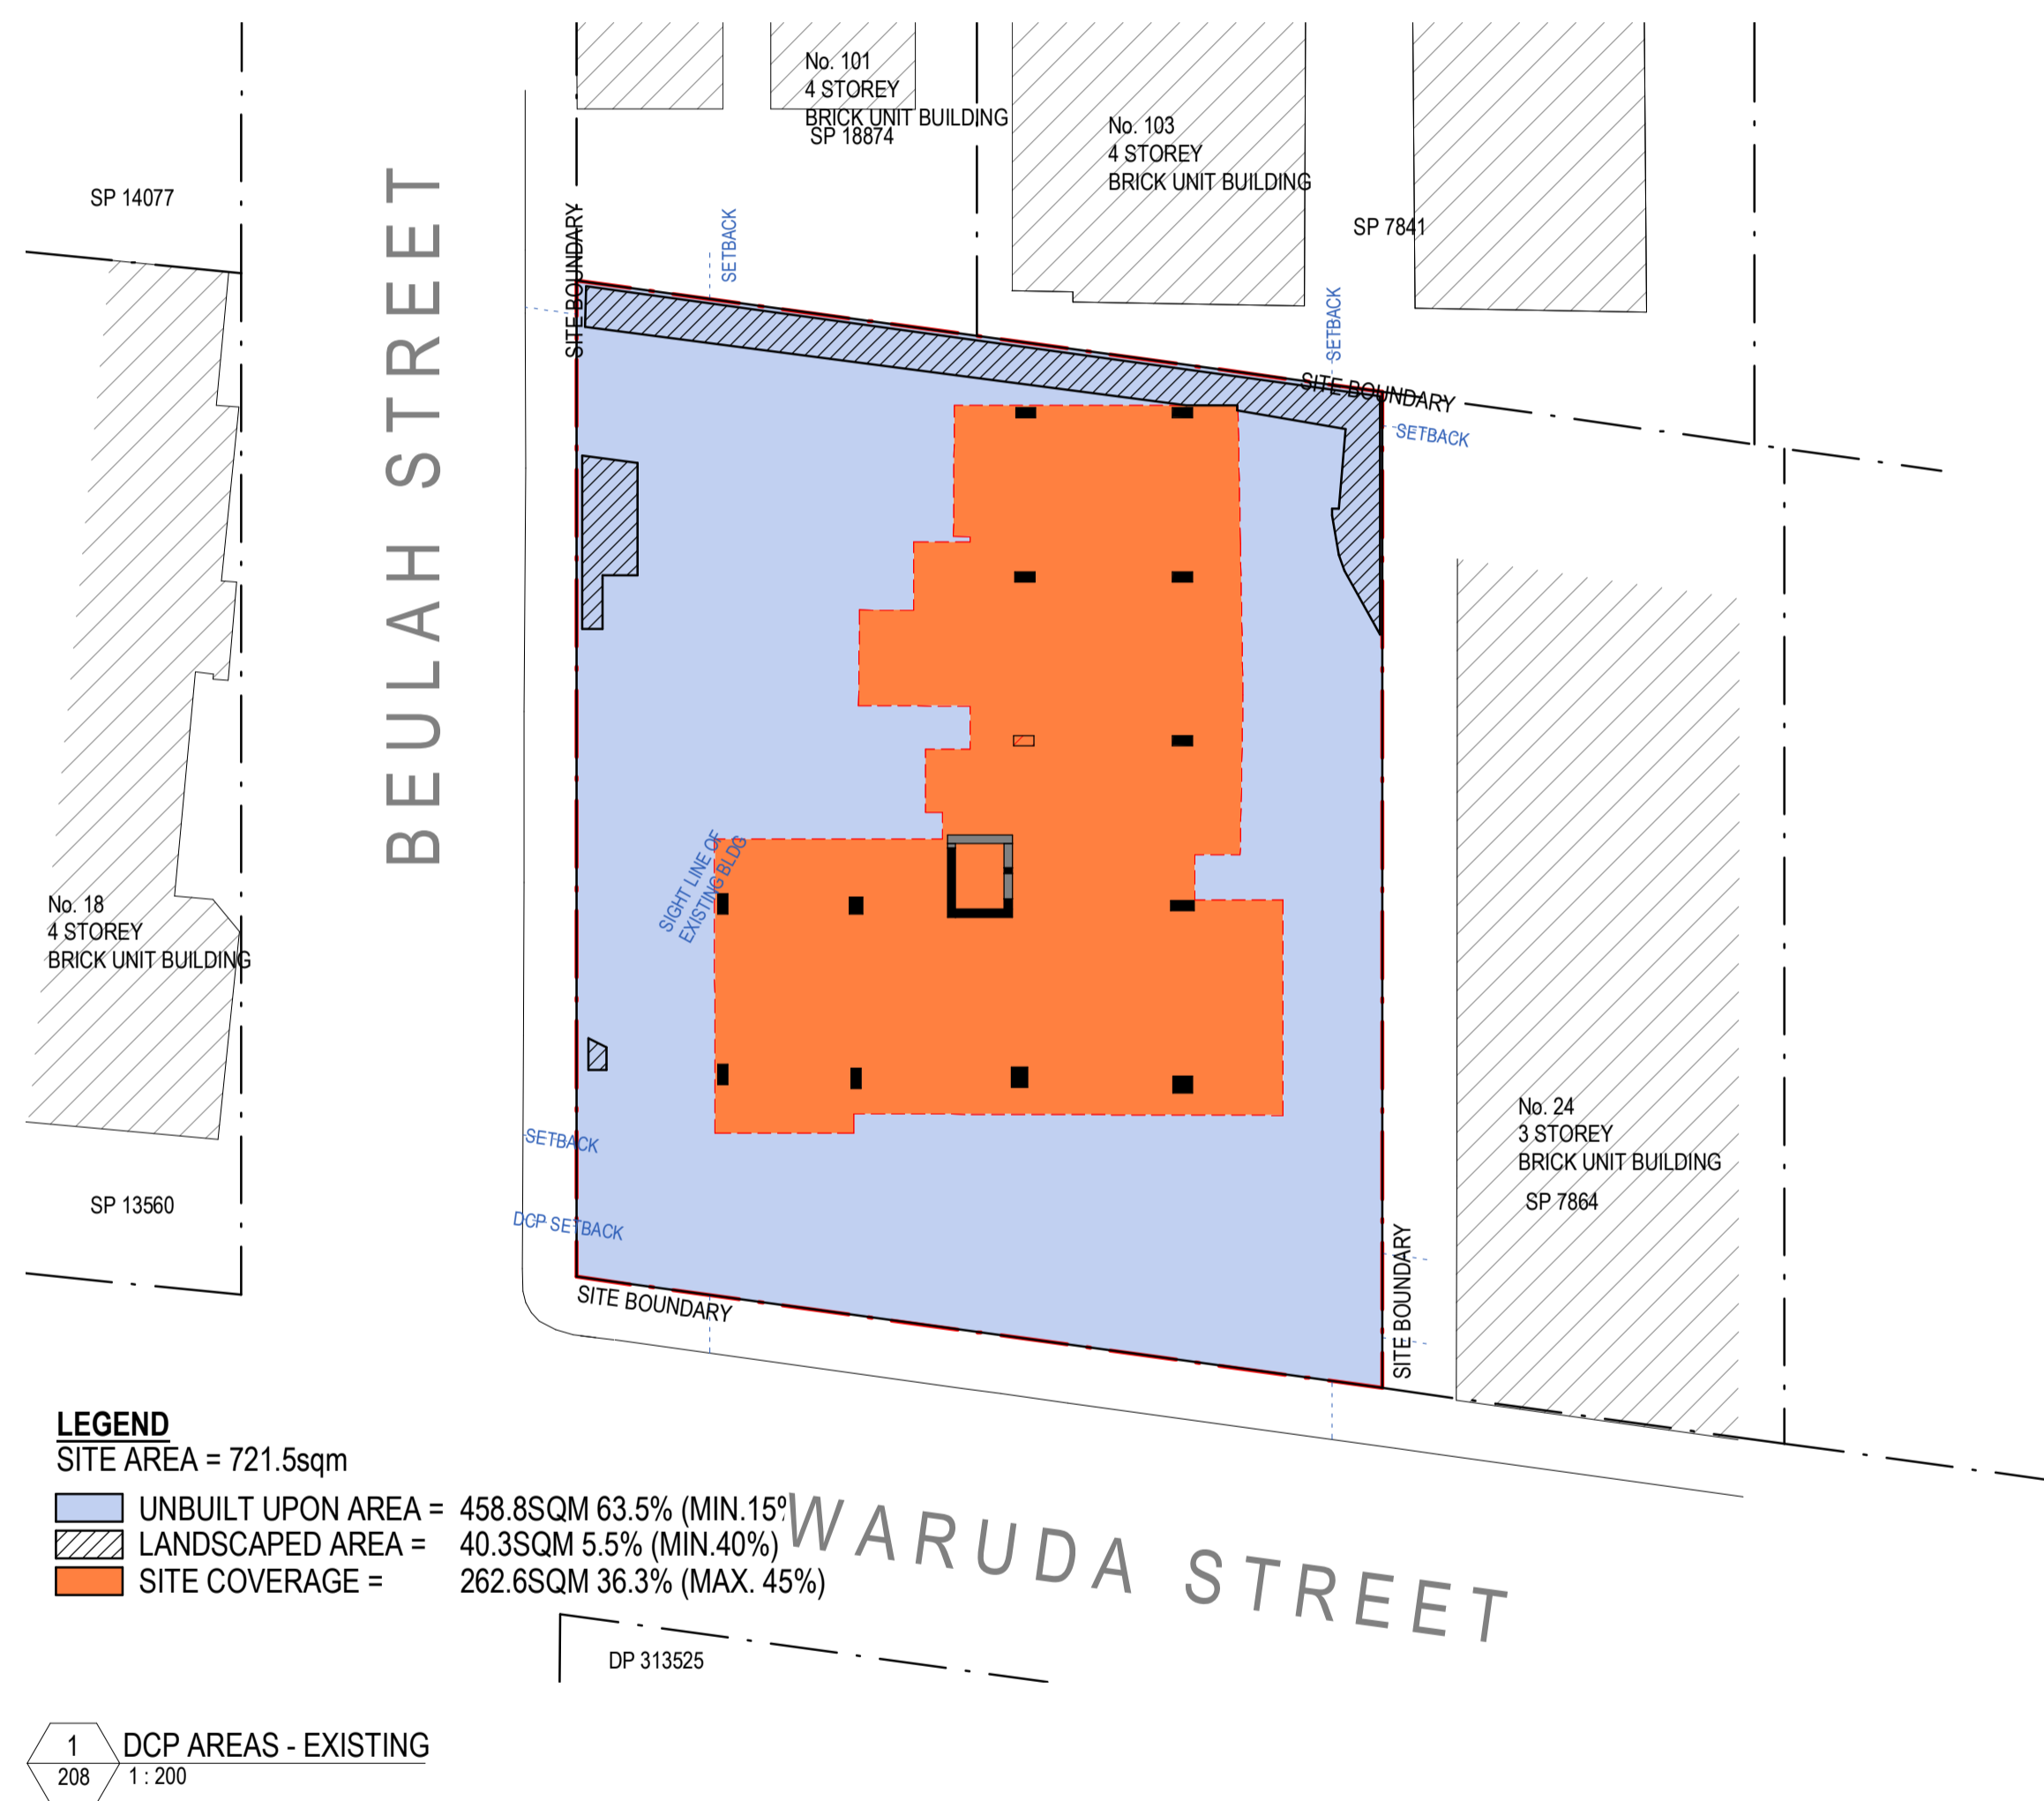 No. 101
4 STOREY
BRICK UNIT BUILDING
SP 18874
No. 103
4 STOREY
BRICK UNIT BUILDING
SP 14077
SP 7841
BEULAH STREET
SITE BOUNDARY
SETBACK
SETBACK
SITE BOUNDARY
SETBACK
SIGHT LINE OF
EXISTING BLDG
No. 18
4 STOREY
BRICK UNIT BUILDING
No. 24
3 STOREY
BRICK UNIT BUILDING
SP 7864
SETBACK
SP 13560
DCP SETBACK
SITE BOUNDARY
SITE BOUNDARY
LEGEND
SITE AREA = 721.5sqm
UNBUILT UPON AREA = 458.8SQM 63.5% (MIN.15%
LANDSCAPED AREA = 40.3SQM 5.5% (MIN.40%)
SITE COVERAGE = 262.6SQM 36.3% (MAX. 45%)
WARUDA STREET
DP 313525
1
208
DCP AREAS - EXISTING
1 : 200